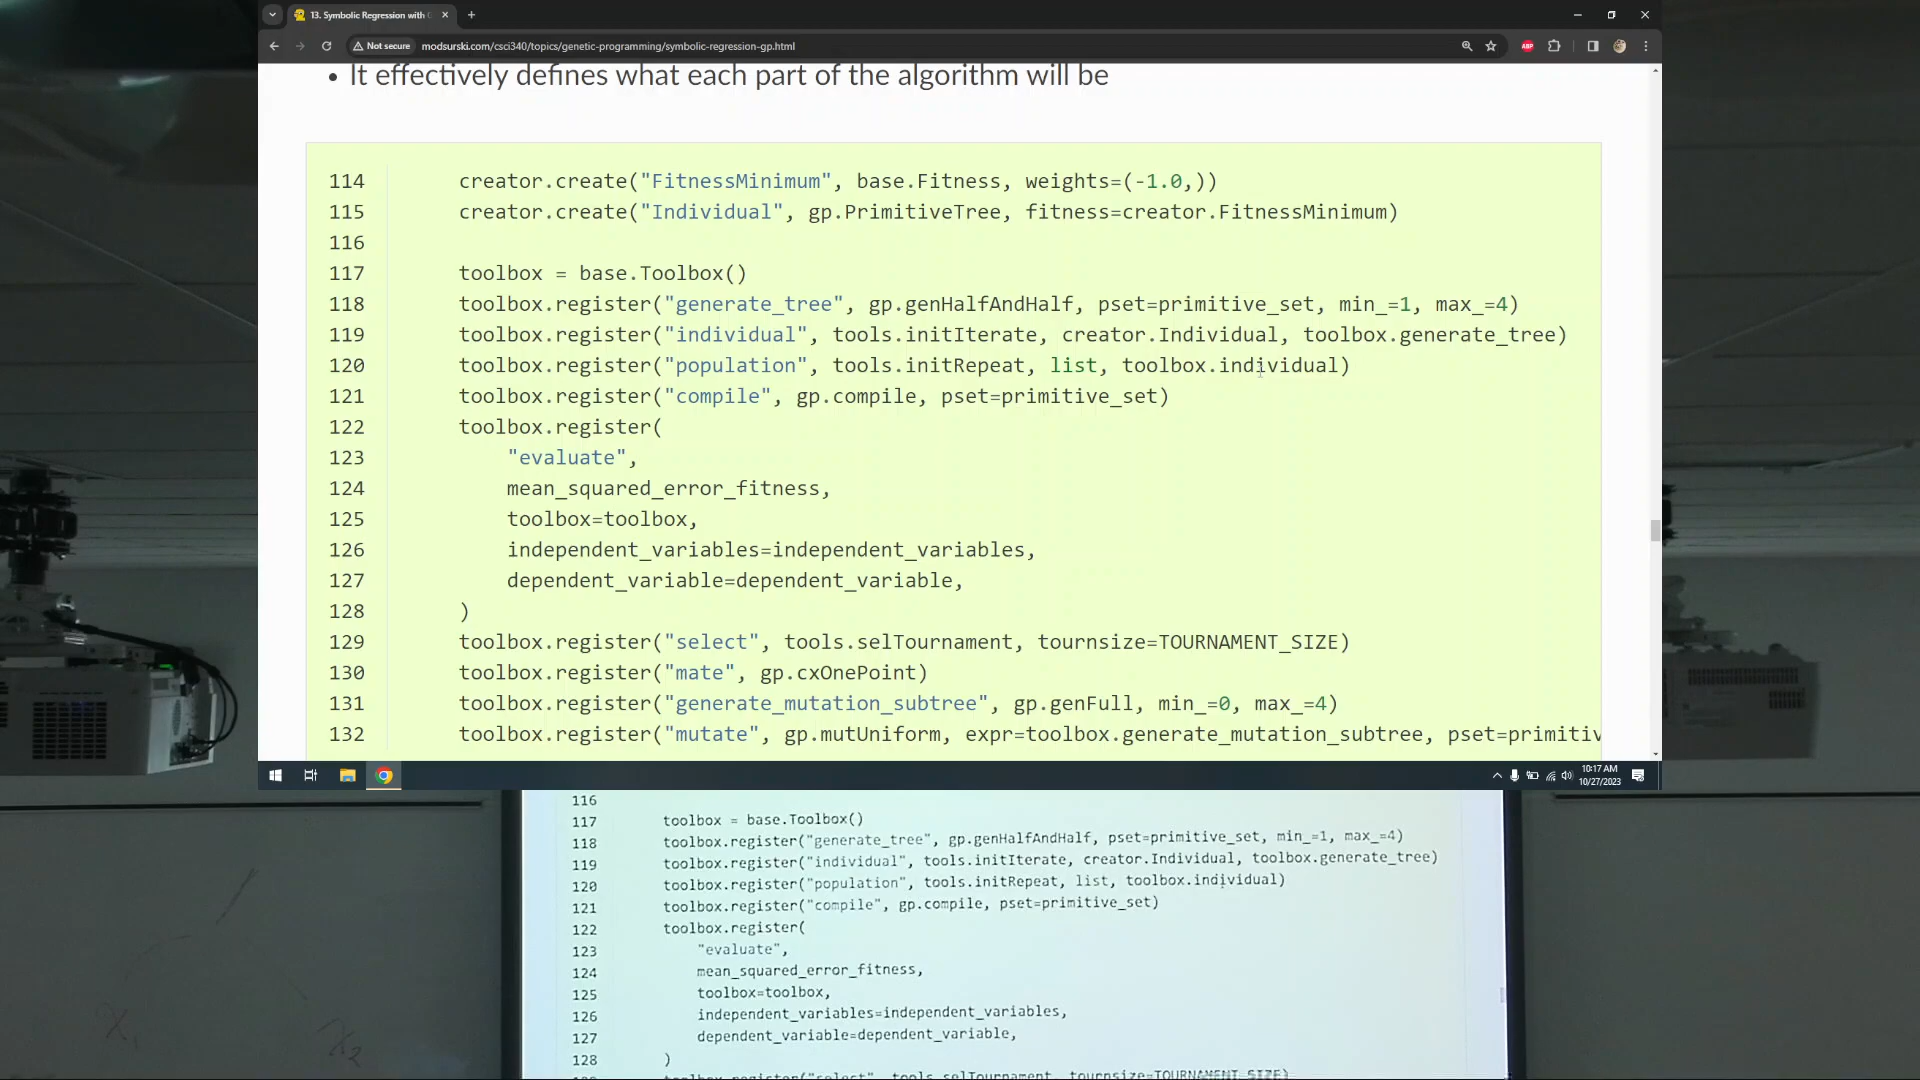 13. Symbolic Regression with
Not secure
modsurski.com/csci340/topics/genetic-programming/symbolic-regression-gp.html
ABP
• It effectively defines what each part of the algorithm will be
114 creator.create("FitnessMinimum", base.Fitness, weights=(-1.0,))
115 creator.create("Individual", gp.PrimitiveTree, fitness=creator.FitnessMinimum)
116
117 toolbox = base.Toolbox()
118 toolbox.register("generate_tree", gp.genHalfAndHalf, pset=primitive_set, min_=1, max_=4)
119 toolbox.register("individual", tools.initIterate, creator.Individual, toolbox.generate_tree)
120 toolbox.register("population", tools.initRepeat, list, toolbox.individual)
121 toolbox.register("compile", gp.compile, pset=primitive_set)
122 toolbox.register(
123 "evaluate",
124 mean_squared_error_fitness,
125 toolbox=toolbox,
126 independent_variables=independent_variables,
127 dependent_variable=dependent_variable,
128 )
129 toolbox.register("select", tools.selTournament, tournsize=TOURNAMENT_SIZE)
130 toolbox.register("mate", gp.cxOnePoint)
131 toolbox.register("generate_mutation_subtree", gp.genFull, min_=0, max_=4)
132 toolbox.register("mutate", gp.mutUniform, expr=toolbox.generate_mutation_subtree, pset=primitiv
10:17 AM
10/27/2023
116
117 toolbox = base.Toolbox()
118 toolbox.register("generate_tree", gp.genHalfAndHalf, pset=primitive_set, min_=1, max_=4)
119 toolbox.register("individual", tools.initIterate, creator.Individual, toolbox.generate_tree)
120 toolbox.register("population", tools.initRepeat, list, toolbox.individual)
121 toolbox.register("compile", gp.compile, pset=primitive_set)
122 toolbox.register(
123 "evaluate",
124 mean_squared_error_fitness,
125 toolbox=toolbox,
126 independent_variables=independent_variables,
127 dependent_variable=dependent_variable,
128 )
toolbox.register("select", tools.selTournament, tournsize=TOURNAMENT_SIZE)
X1
X2